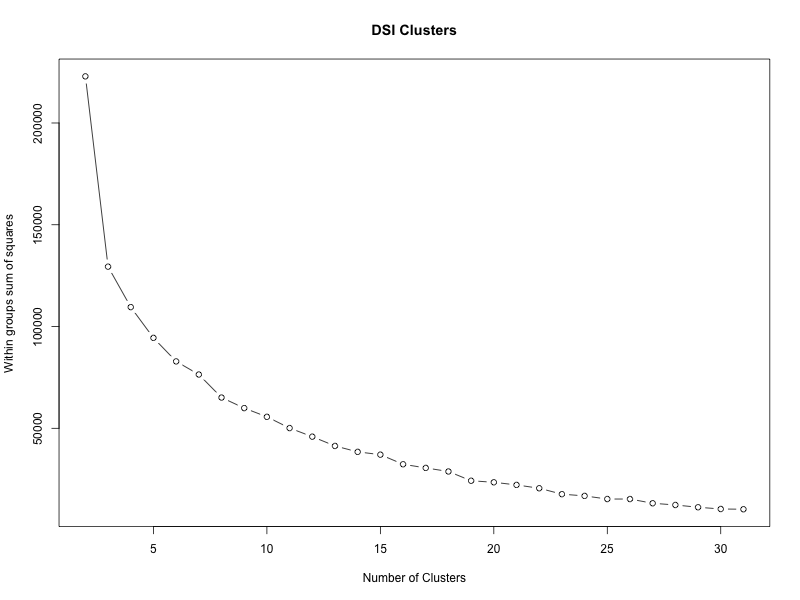 DSI Clusters
Within groups sum of squares
200000
150000
100000
50000
5 10 15 20 25 30
Number of Clusters